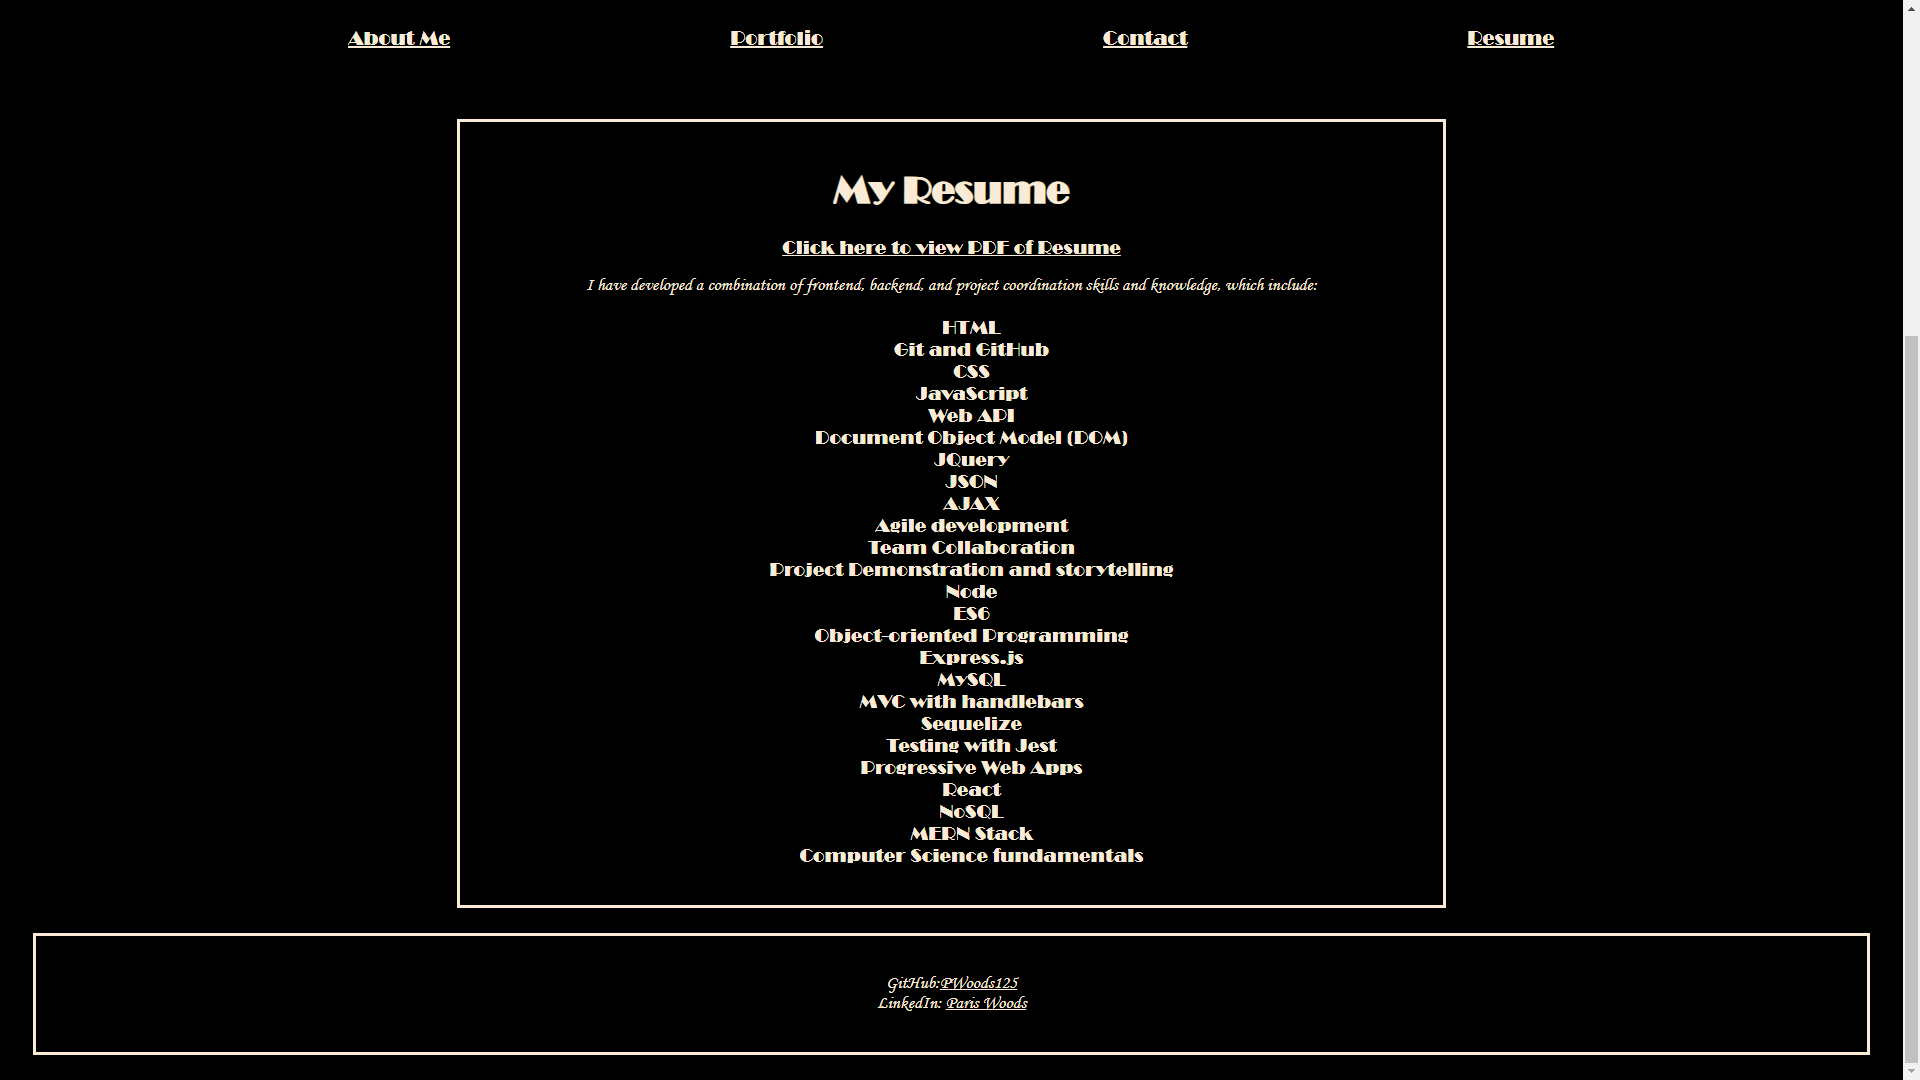 About Me Portfolio Contact Resume
My Resume
Click here to view PDF of Resume
I have developed a combination of frontend, backend, and project coordination skills and knowledge, which include:
HTML
Git and GitHub
CSS
JavaScript
Web API
Document Object Model (DOM)
JQuery
JSON
AJAX
Agile development
Team Collaboration
Project Demonstration and storytelling
Node
ES6
Object-oriented Programming
Express.js
MySQL
MVC with handlebars
Sequelize
Testing with Jest
Progressive Web Apps
React
NoSQL
MERN Stack
Computer Science fundamentals
GitHub:PWoods125
LinkedIn: Paris Woods